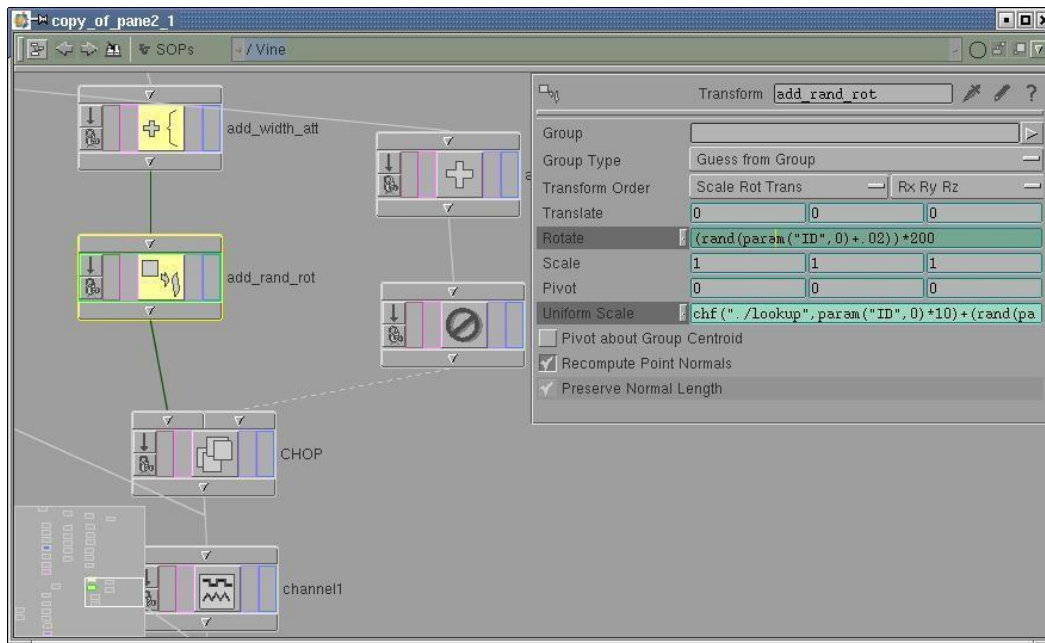 copy_of_pane2_1
SOPs
/ Vine
add_width_att
add_rand_rot
CHOP
channel1
Transform add_rand_rot ?
Group
Group Type Guess from Group
Transform Order Scale Rot Trans Rx Ry Rz
Translate 0 0 0
Rotate (rand(param("ID",0)+.02))*200
Scale 1 1 1
Pivot 0 0 0
Uniform Scale chf("./lookup",param("ID",0)*10)+(rand(pa
Pivot about Group Centroid
Recompute Point Normals
Preserve Normal Length